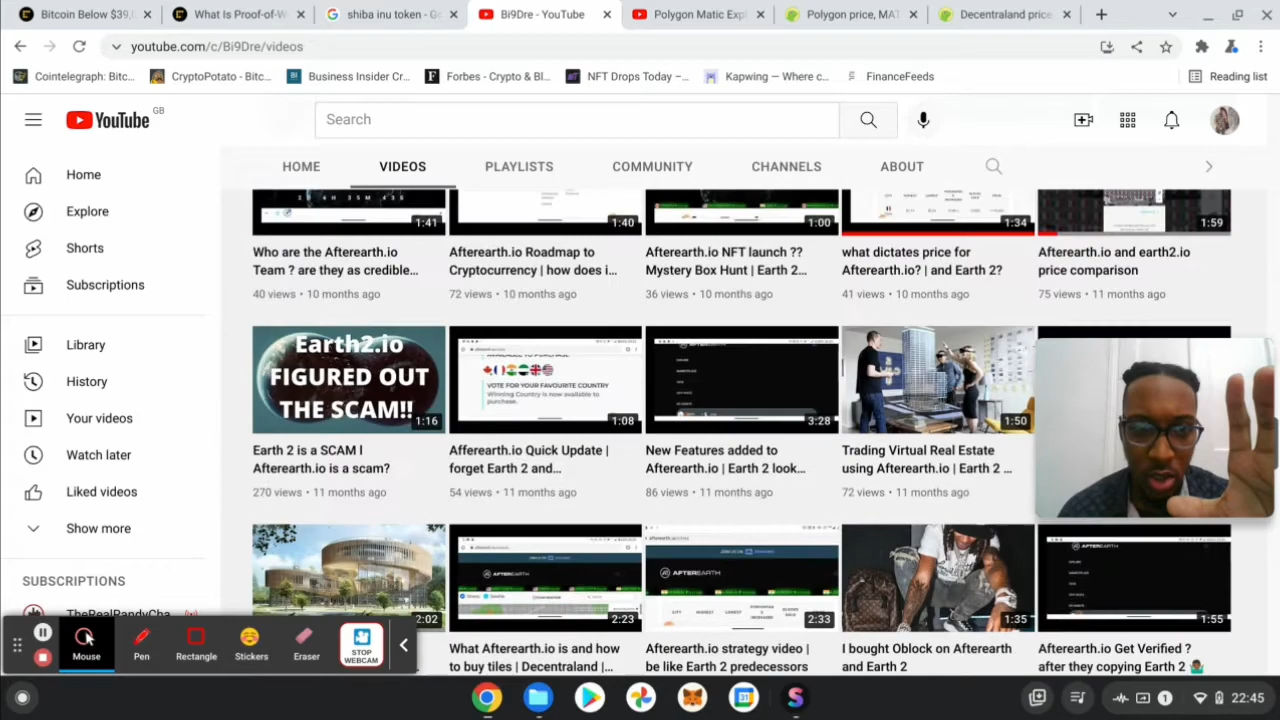 Bitcoin Below $39,
What Is Proof-of-W
shiba inu token - G
Bi9Dre - YouTube
Polygon Matic Expl
Polygon price, MAT
Decentraland price
youtube.com/c/Bi9Dre/videos
Cointelegraph: Bitc...
CryptoPotato - Bitc...
Business Insider Cr...
Forbes - Crypto & Bl...
NFT Drops Today –...
Kapwing — Where c...
FinanceFeeds
Reading list
YouTube GB
Search
Home
Explore
Shorts
Subscriptions
Library
History
Your videos
Watch later
Liked videos
Show more
SUBSCRIPTIONS
TheRealRandyCha
HOME VIDEOS PLAYLISTS COMMUNITY CHANNELS ABOUT
1:41
1:40
1:00
1:34
1:59
Who are the Afterearth.io
Team ? are they as credible...
40 views • 10 months ago
Afterearth.io Roadmap to
Cryptocurrency | how does i...
72 views • 10 months ago
Afterearth.io NFT launch ??
Mystery Box Hunt | Earth 2...
36 views • 10 months ago
what dictates price for
Afterearth.io? | and Earth 2?
41 views • 10 months ago
Afterearth.io and earth2.io
price comparison
75 views • 11 months ago
Earth2.io
FIGURED OUT
THE SCAM!!
1:16
VOTE FOR YOUR FAVOURITE COUNTRY
Winning Country is now available to
purchase.
1:08
3:28
1:50
Earth 2 is a SCAM l
Afterearth.io is a scam?
270 views • 11 months ago
Afferearth.io Quick Update |
forget Earth 2 and...
54 views • 11 months ago
New Features added to
Afterearth.io | Earth 2 look...
86 views • 11 months ago
Trading Virtual Real Estate
using Afterearth.io | Earth 2 ...
72 views • 11 months ago
2:02
AFTEREARTH
2:23
AFTEREARTH
2:33
1:35
AFTEREARTH
1:55
What Afterearth.io is and how
to buy tiles | Decentraland |...
Afterearth.io strategy video |
be like Earth 2 predecessors
I bought Oblock on Afterearth
and Earth 2
Afterearth.io Get Verified ?
after they copying Earth 2
Mouse
Pen
Rectangle
Stickers
Eraser
STOP
WEBCAM
31
1
22:45